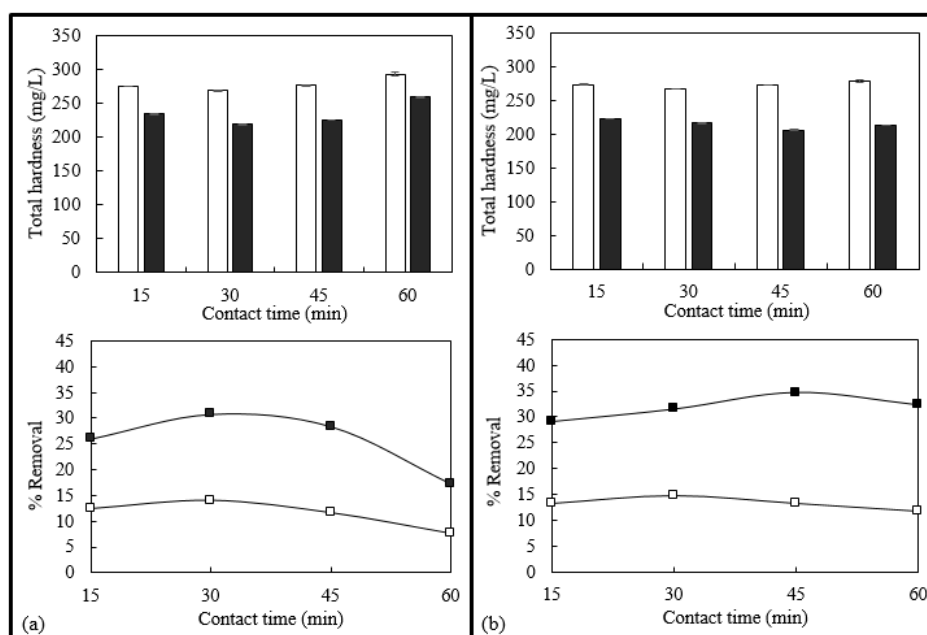 350
300
250
200
150
100
50
0
Total hardness (mg/L)
15 30 45 60
Contact time (min)
45
40
35
30
25
20
15
10
5
0
% Removal
15 30 45 60
Contact time (min)
(a)
350
300
250
200
150
100
50
0
Total hardness (mg/L)
15 30 45 60
Contact time (min)
45
40
35
30
25
20
15
10
5
0
% Removal
15 30 45 60
Contact time (min)
(b)